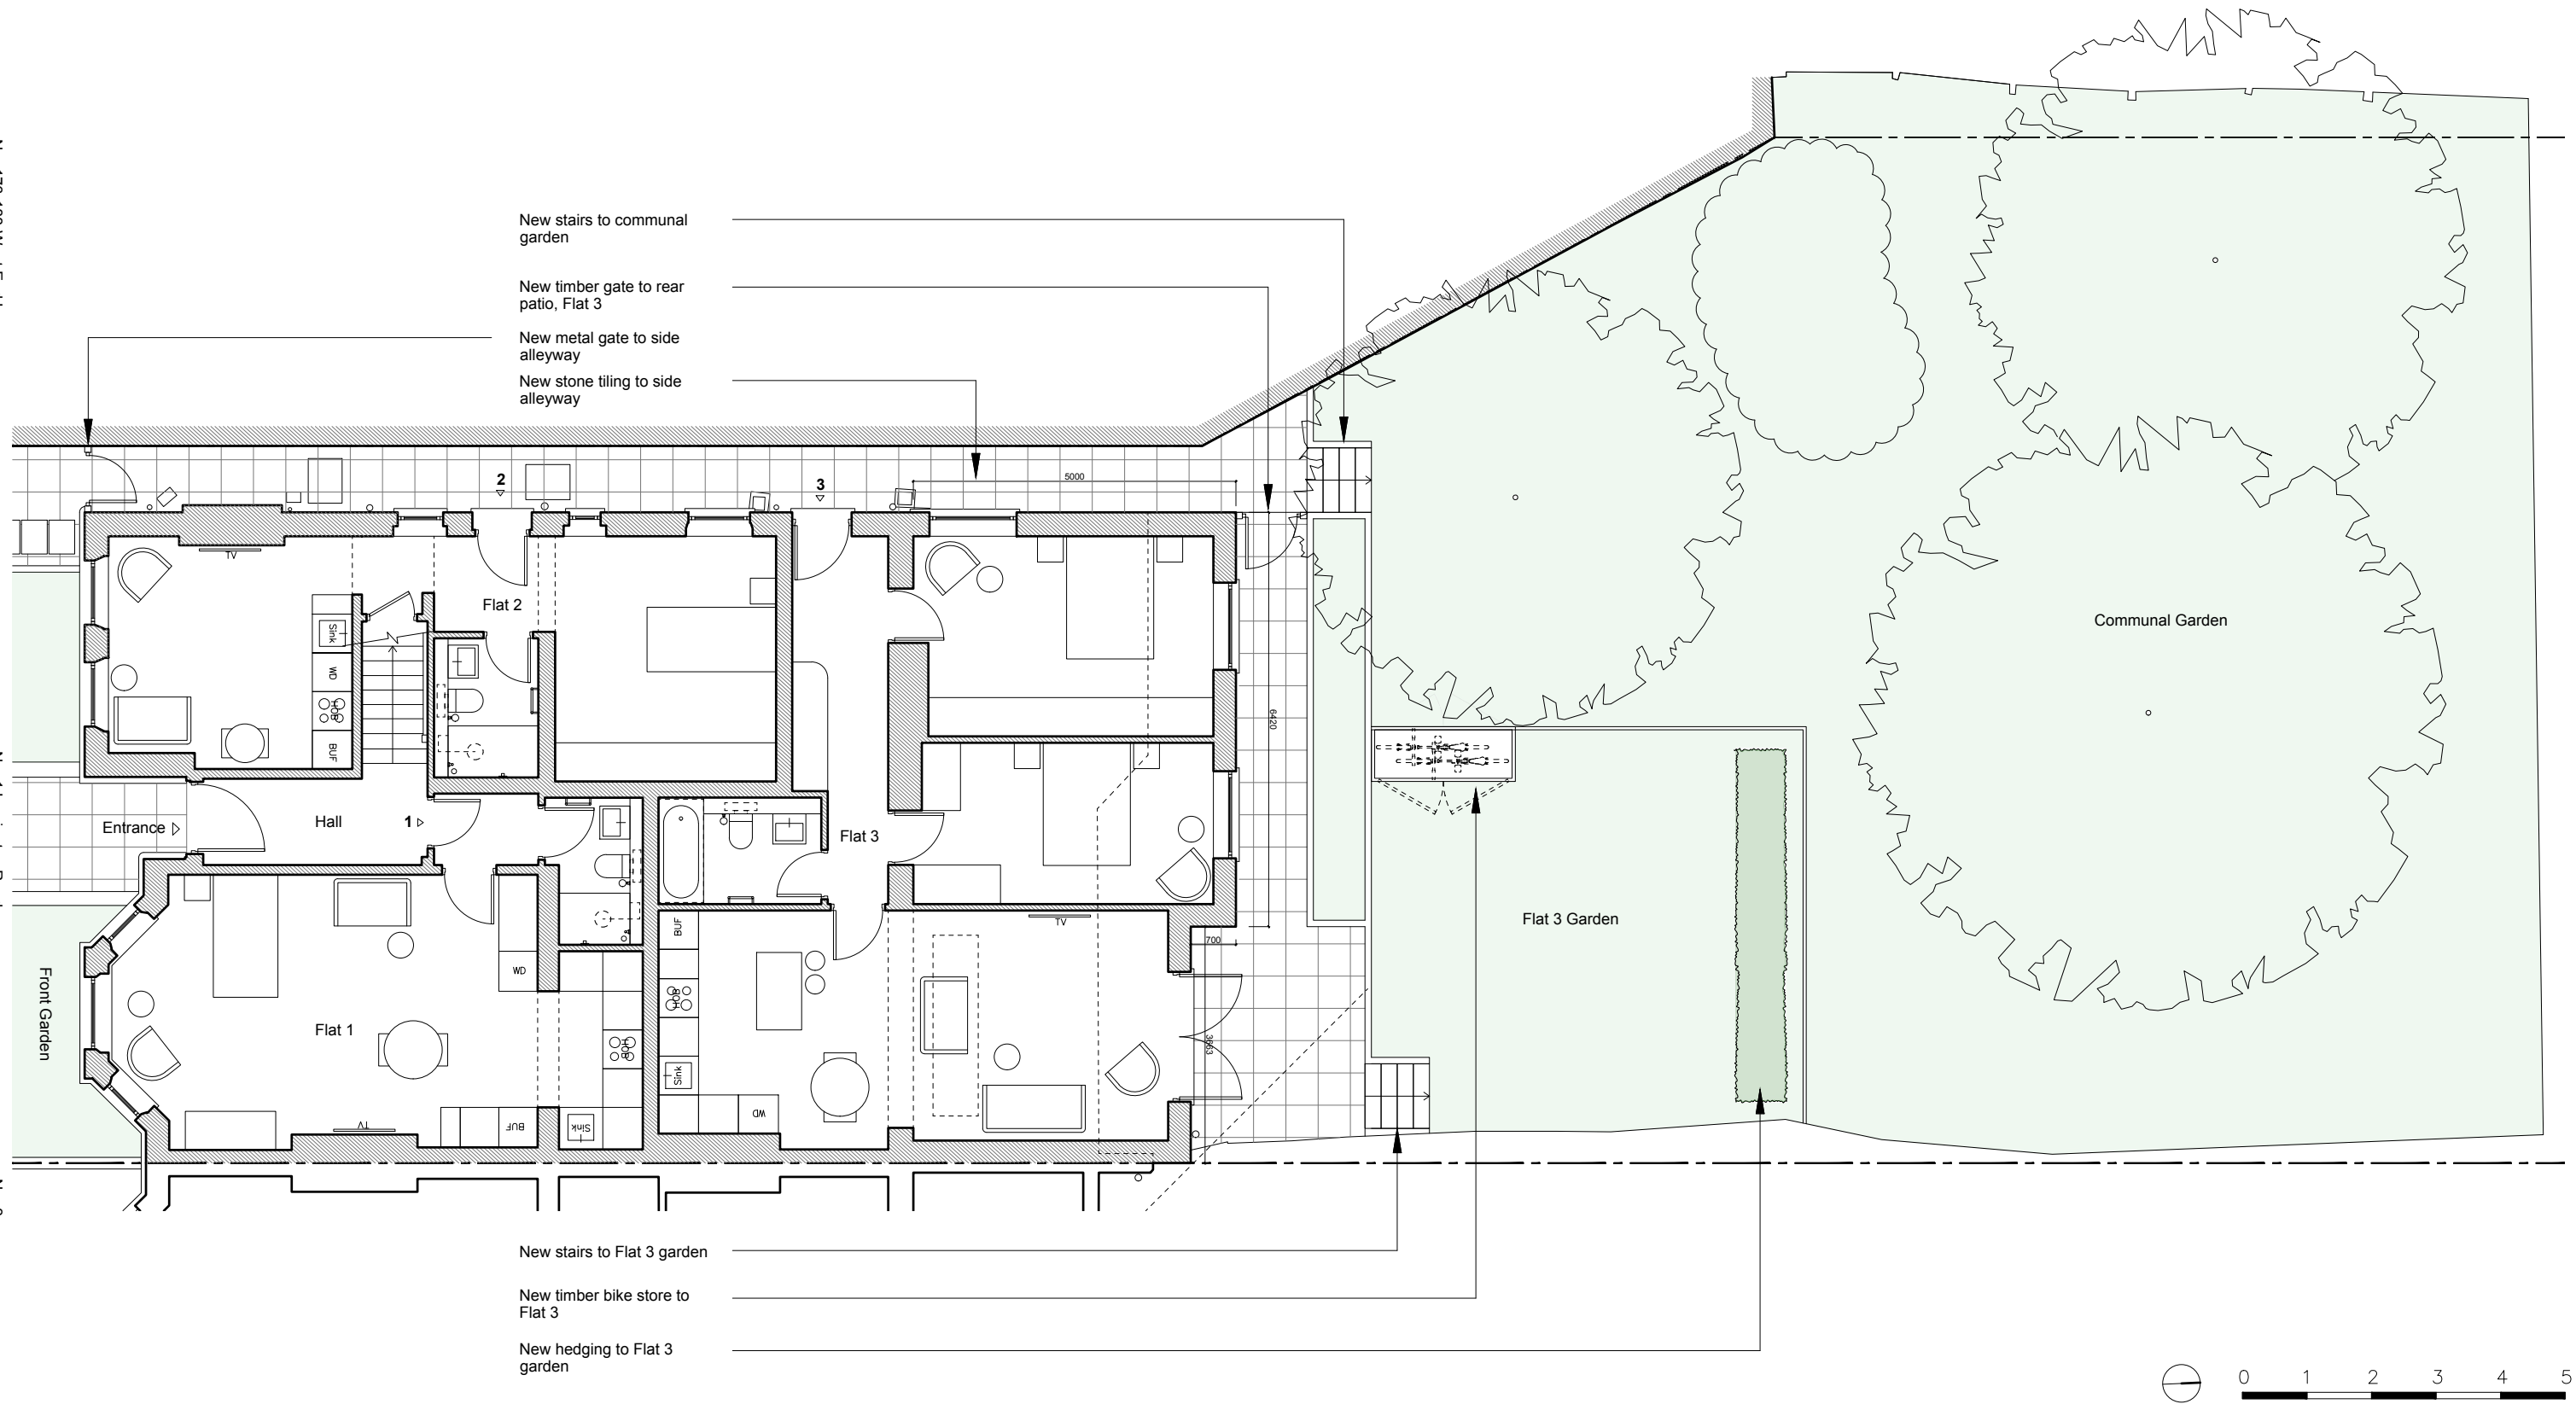 New stairs to communal
garden
New timber gate to rear
patio, Flat 3
New metal gate to side
alleyway
New stone tiling to side
alleyway
2
3
5000
TV
Flat 2
Sink
WD
HOB
BUF
6420
Communal Garden
Entrance
Hall
1
Flat 3
Flat 3 Garden
BUF
TV
700
WD
HOB
Front Garden
Flat 1
HOB
3663
Sink
WD
TV
BUF
Sink
New stairs to Flat 3 garden
New timber bike store to
Flat 3
New hedging to Flat 3
garden
0 1 2 3 4 5